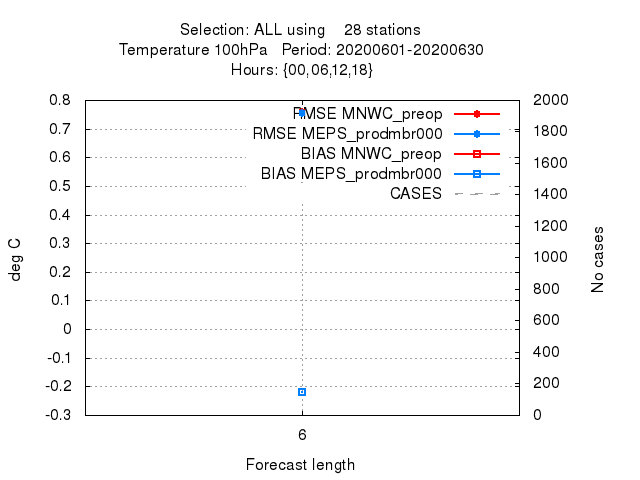 Selection: ALL using    28 stations
Temperature 100hPa   Period: 20200601-20200630
Hours: {00,06,12,18}
0.8
0.7
0.6
0.5
0.4
0.3
0.2
0.1
0
-0.1
-0.2
-0.3
deg C
RMSE MNWC_preop
RMSE MEPS_prodmbr000
BIAS MNWC_preop
BIAS MEPS_prodmbr000
CASES
2000
1800
1600
1400
1200
1000
800
600
400
200
0
No cases
6
Forecast length